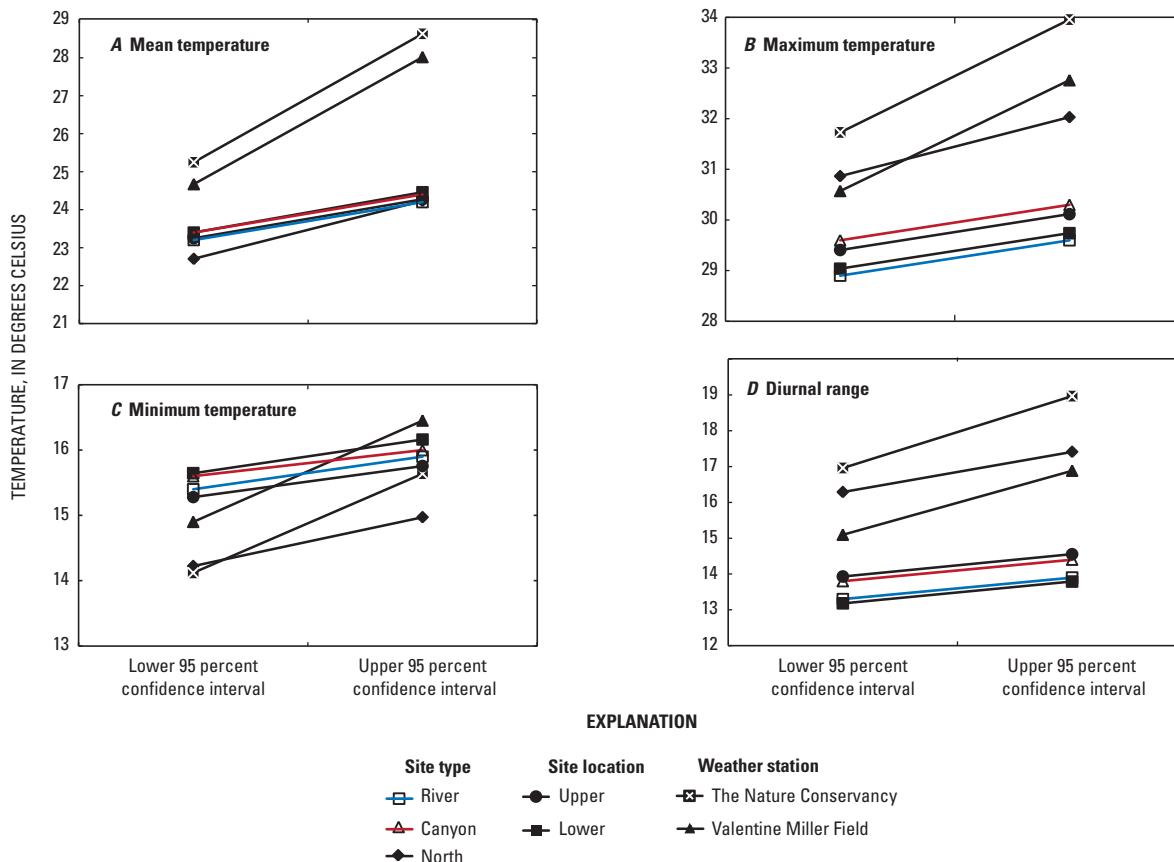 29
28
27
26
25
24
23
22
21
A Mean temperature
34
33
32
31
30
29
28
B Maximum temperature
TEMPERATURE, IN DEGREES CELSIUS
17
16
15
14
13
C Minimum temperature
Lower 95 percent
confidence interval
Upper 95 percent
confidence interval
19
18
17
16
15
14
13
12
D Diurnal range
Lower 95 percent
confidence interval
Upper 95 percent
confidence interval
EXPLANATION
Site type
River
Canyon
North
Site location
Upper
Lower
Weather station
The Nature Conservancy
Valentine Miller Field